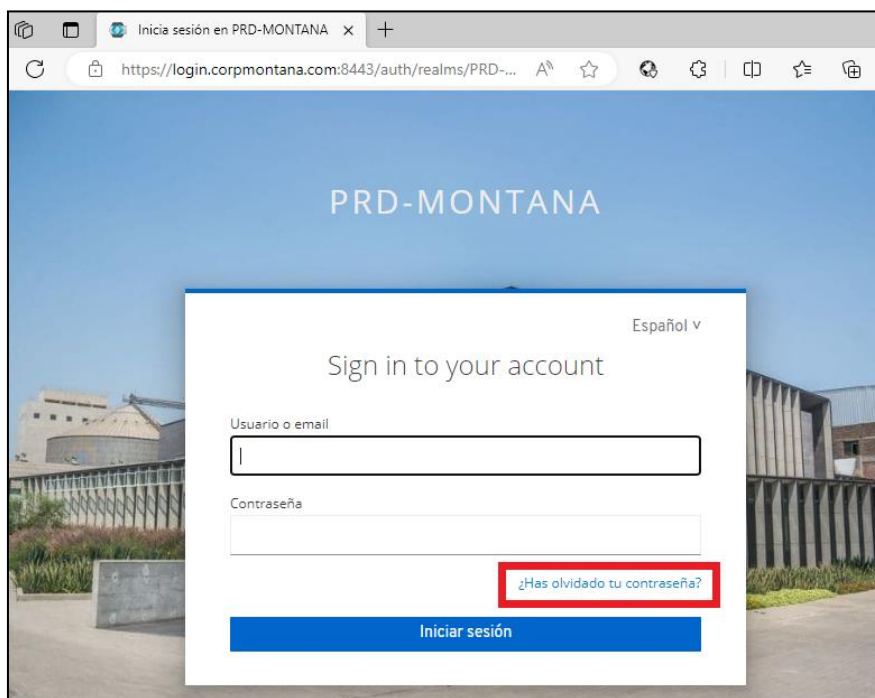 Inicia sesión en PRD-MONTANA
https://login.corpmontana.com:8443/auth/realms/PRD-...
PRD-MONTANA
Español
Sign in to your account
Usuario o email
Contraseña
¿Has olvidado tu contraseña?
Iniciar sesión